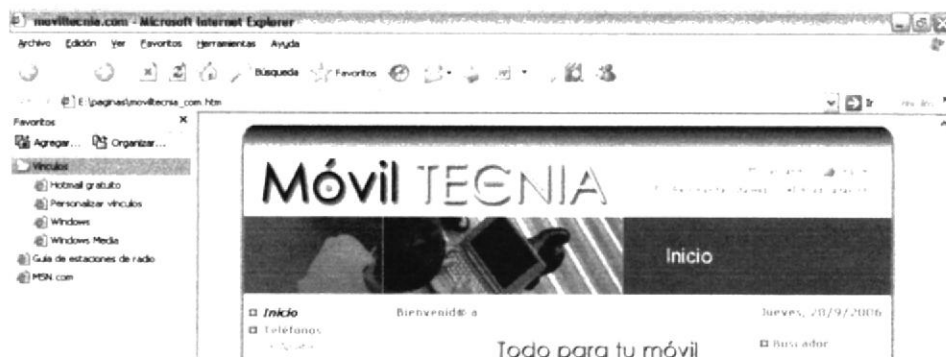 moviltecnia.com - Microsoft Internet Explorer
Archivo Edición Ver Favoritos Herramientas Ayuda
Búsqueda Favoritos
E:\paginas\moviltecnia_com.htm Ir
Favoritos
Agregar... Organizar...
Vínculos
Hotmail gratuito
Personalizar vínculos
Windows
Windows Media
Guía de estaciones de radio
MSN.com
Móvil TECNIA
Inicio
Inicio
Teléfonos
Bienvenid@ a
Todo para tu móvil
Jueves, 28/9/2006
Buscador